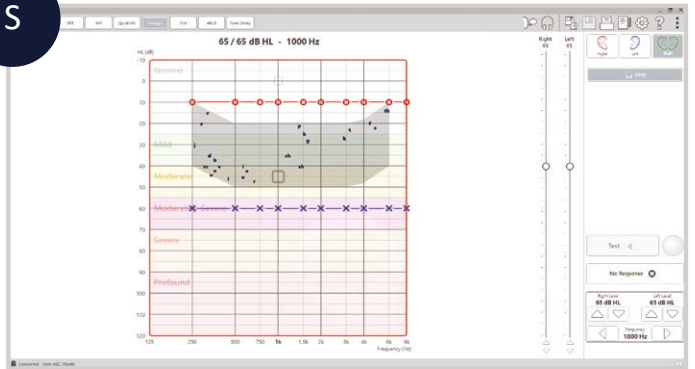 S
65 / 65 dB HL - 1000 Hz
HL (dB)
Right Left
65 65
-10
Normal
0
10
20
30
Mild
40
Moderate
50
60 Moderate - Severe
70
Severe
80
90
Profound
100
110
120
125 250 500 750 1k 1.5k 2k 3k 4k 6k 8k
Frequency (Hz)
Right Left Both
Test
No Response
Right Level Left Level
65 dB HL 65 dB HL
Frequency
1000 Hz